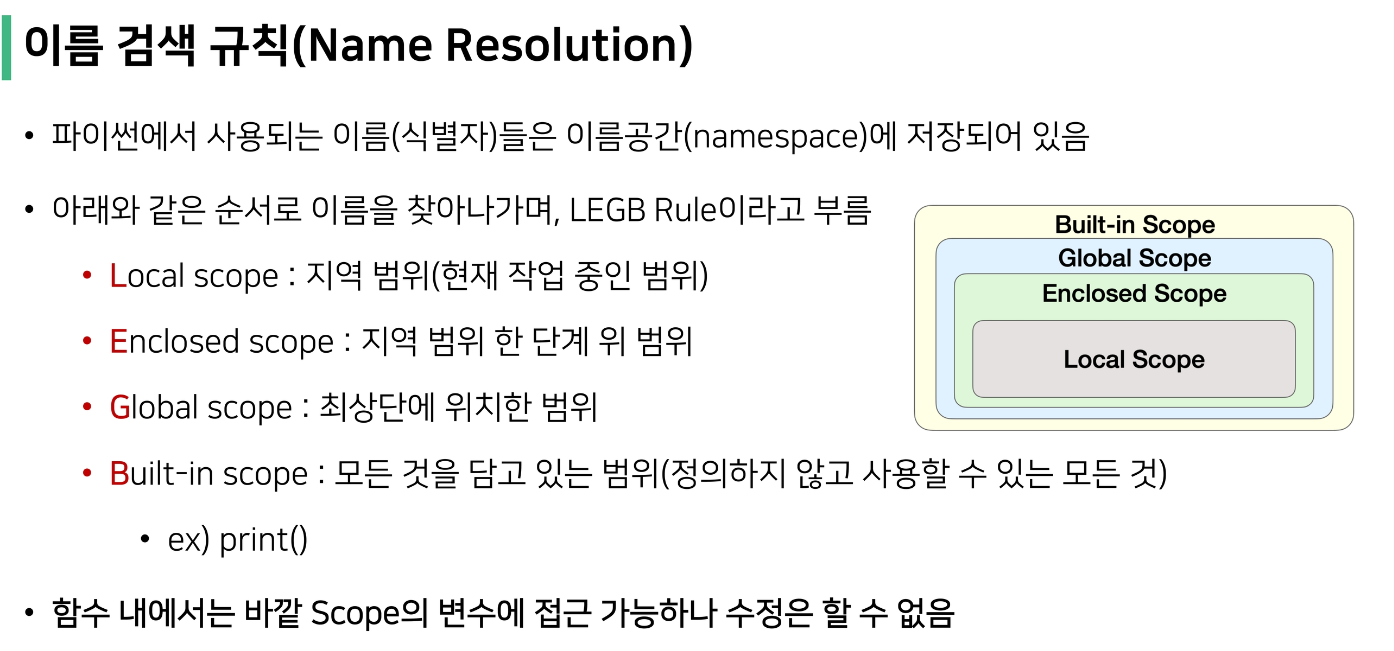 이름 검색 규칙(Name Resolution)
• 파이썬에서 사용되는 이름(식별자)들은 이름공간(namespace)에 저장되어 있음
• 아래와 같은 순서로 이름을 찾아나가며, LEGB Rule이라고 부름
• Local scope : 지역 범위(현재 작업 중인 범위)
• Enclosed scope : 지역 범위 한 단계 위 범위
• Global scope : 최상단에 위치한 범위
• Built-in scope : 모든 것을 담고 있는 범위(정의하지 않고 사용할 수 있는 모든 것)
• ex) print()
• 함수 내에서는 바깥 Scope의 변수에 접근 가능하나 수정은 할 수 없음
Built-in Scope
Global Scope
Enclosed Scope
Local Scope